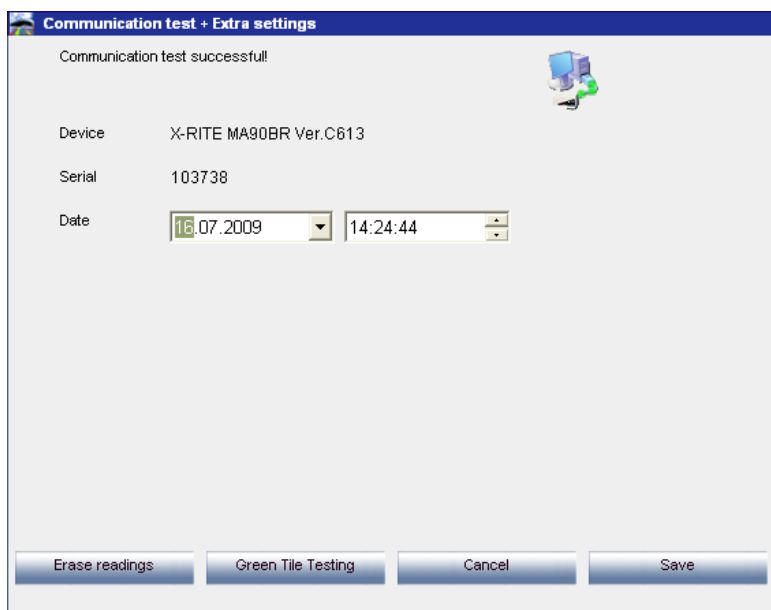 Communication test + Extra settings
Communication test successful!
Device X-RITE MA90BR Ver.C613
Serial 103738
Date 16.07.2009 14:24:44
Erase readings Green Tile Testing Cancel Save